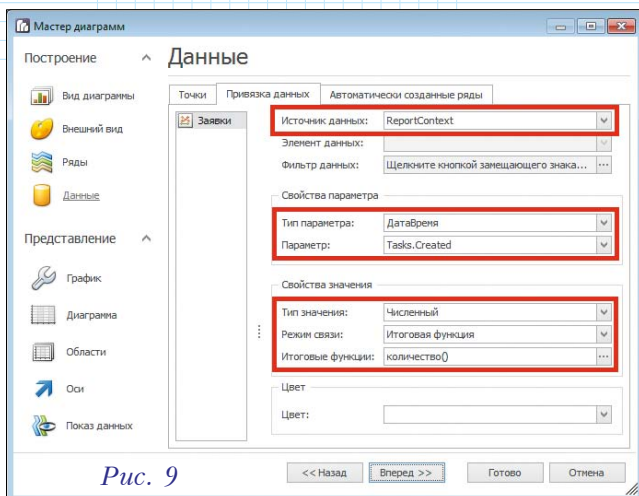 Мастер диаграмм
Построение
Вид диаграммы
Внешний вид
Ряды
Данные
Представление
График
Диаграмма
Области
Оси
Показ данных
Данные
Точки Привязка данных Автоматически созданные ряды
Заявки
Источник данных: ReportContext
Элемент данных:
Фильтр данных: Щелкните кнопкой замещающего знака... ...
Свойства параметра
Тип параметра: ДатаВремя
Параметр: Tasks.Created
Свойства значения
Тип значения: Численный
Режим связи: Итоговая функция
Итоговые функции: количество() ...
Цвет
Цвет:
Рис. 9
<< Назад Вперед >> Готово Отмена